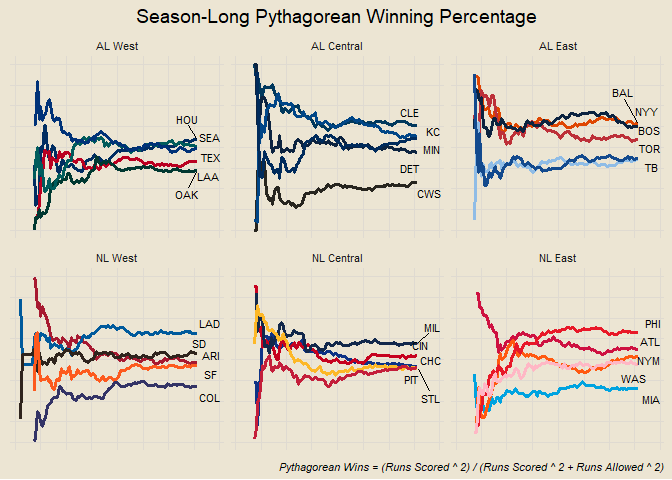 Season-Long Pythagorean Winning Percentage
AL West
AL Central
AL East
HOU
SEA
TEX
LAA
OAK
CLE
KC
MIN
DET
CWS
BAL
NYY
BOS
TOR
TB
NL West
NL Central
NL East
LAD
SD
ARI
SF
COL
MIL
CIN
CHC
PIT
STL
PHI
ATL
NYM
WAS
MIA
Pythagorean Wins = (Runs Scored ^ 2) / (Runs Scored ^ 2 + Runs Allowed ^ 2)